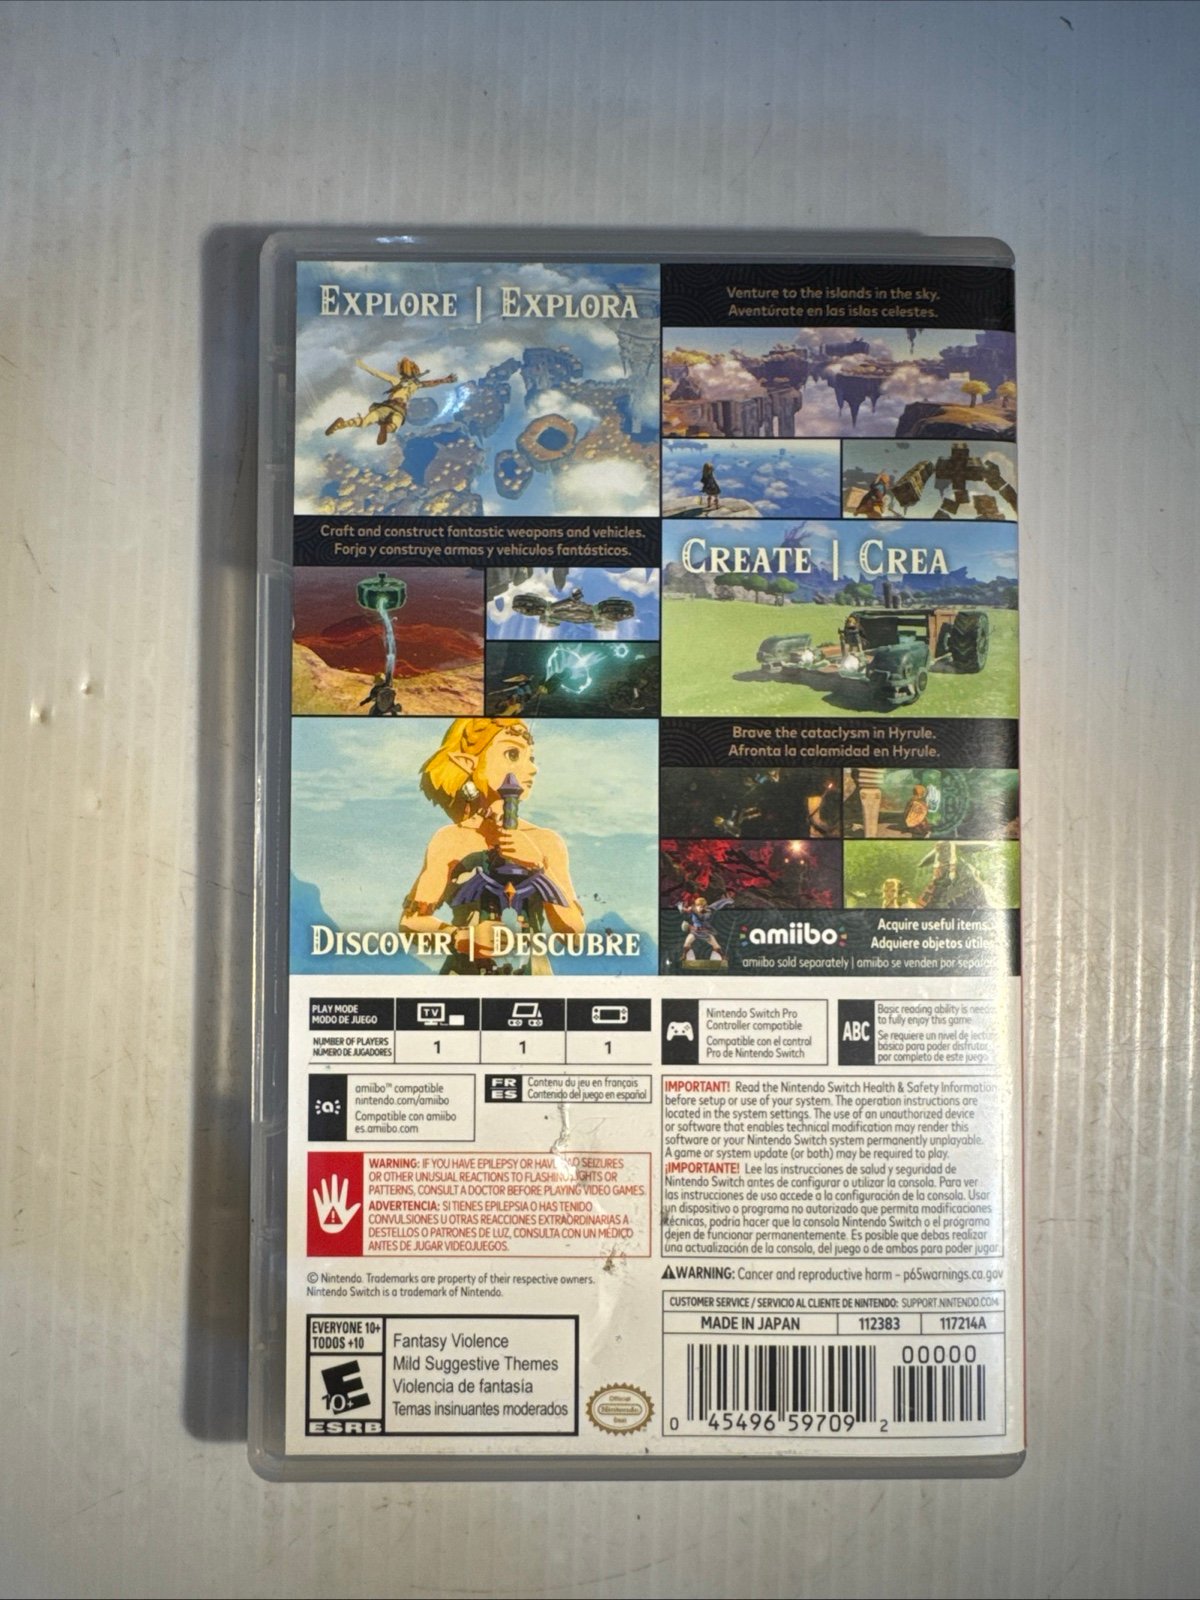 EXPLORE | EXPLORA
Venture to the islands in the sky.
Aventúrate en las islas celestes.
Craft and construct fantastic weapons and vehicles.
Forja y construye armas y vehículos fantásticos.
CREATE | CREA
Brave the cataclysm in Hyrule.
Afronta la calamidad en Hyrule.
DISCOVER | DESCUBRE
amiibo
Acquire useful items
Adquiere objetos útiles
amiibo sold separately | amiibo se venden por
PLAY MODE
MODO DE JUEGO
TV
NUMBER OF PLAYERS
NÚMERO DE JUGADORES
1 1 1
Nintendo Switch Pro
Controller compatible
Compatible con el control
Pro de Nintendo Switch
ABC
Basic reading ability is
to fully enjoy this game
Se requiere un nivel de
básico para poder disfrutar
por completo de este juego
amiibo™ compatible
nintendo.com/amiibo
Compatible con amiibo
es.amiibo.com
FR
ES
Contenu du jeu en français
Contenido del juego en español
WARNING: IF YOU HAVE EPILEPSY OR HAVE HAD SEIZURES
OR OTHER UNUSUAL REACTIONS TO FLASHING LIGHTS OR
PATTERNS, CONSULT A DOCTOR BEFORE PLAYING VIDEO GAMES.
ADVERTENCIA: SI TIENES EPILEPSIA O HAS TENIDO
CONVULSIONES U OTRAS REACCIONES EXTRAORDINARIAS A
DESTELLOS O PATRONES DE LUZ, CONSULTA CON UN MÉDICO
ANTES DE JUGAR VIDEOJUEGOS.
IMPORTANT! Read the Nintendo Switch Health & Safety Information
before setup or use of your system. The operation instructions are
located in the system settings. The use of an unauthorized device
or software that enables technical modification may render this
software or your Nintendo Switch system permanently unplayable.
A game or system update (or both) may be required to play.
¡IMPORTANTE! Lee las instrucciones de salud y seguridad de
Nintendo Switch antes de configurar o utilizar la consola. Para ver
las instrucciones de uso accede a la configuración de la consola. Usar
un dispositivo o programa no autorizado que permita modificaciones
técnicas, podría hacer que la consola Nintendo Switch o el programa
dejen de funcionar permanentemente. Es posible que debas realizar
una actualización de la consola, del juego o de ambos para poder jugar.
© Nintendo. Trademarks are property of their respective owners.
Nintendo Switch is a trademark of Nintendo.
WARNING: Cancer and reproductive harm – p65warnings.ca.gov
CUSTOMER SERVICE / SERVICIO AL CLIENTE DE NINTENDO: SUPPORT.NINTENDO.COM
MADE IN JAPAN 112383 117214A
EVERYONE 10+
TODOS +10
E
10+
ESRB
Fantasy Violence
Mild Suggestive Themes
Violencia de fantasía
Temas insinuantes moderados
Official
Nintendo
Seal
00000
0 45496 59709 2